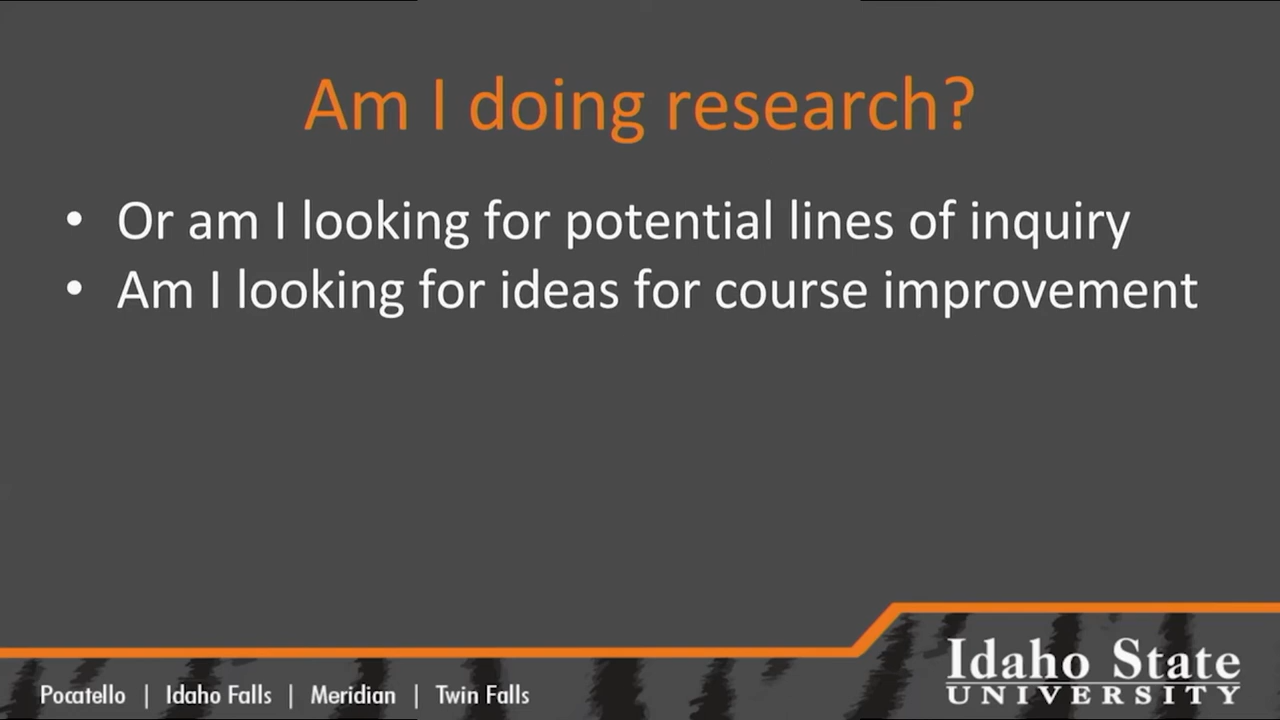 Am I doing research?
• Or am I looking for potential lines of inquiry
• Am I looking for ideas for course improvement
Pocatello | Idaho Falls | Meridian | Twin Falls
Idaho State
UNIVERSITY